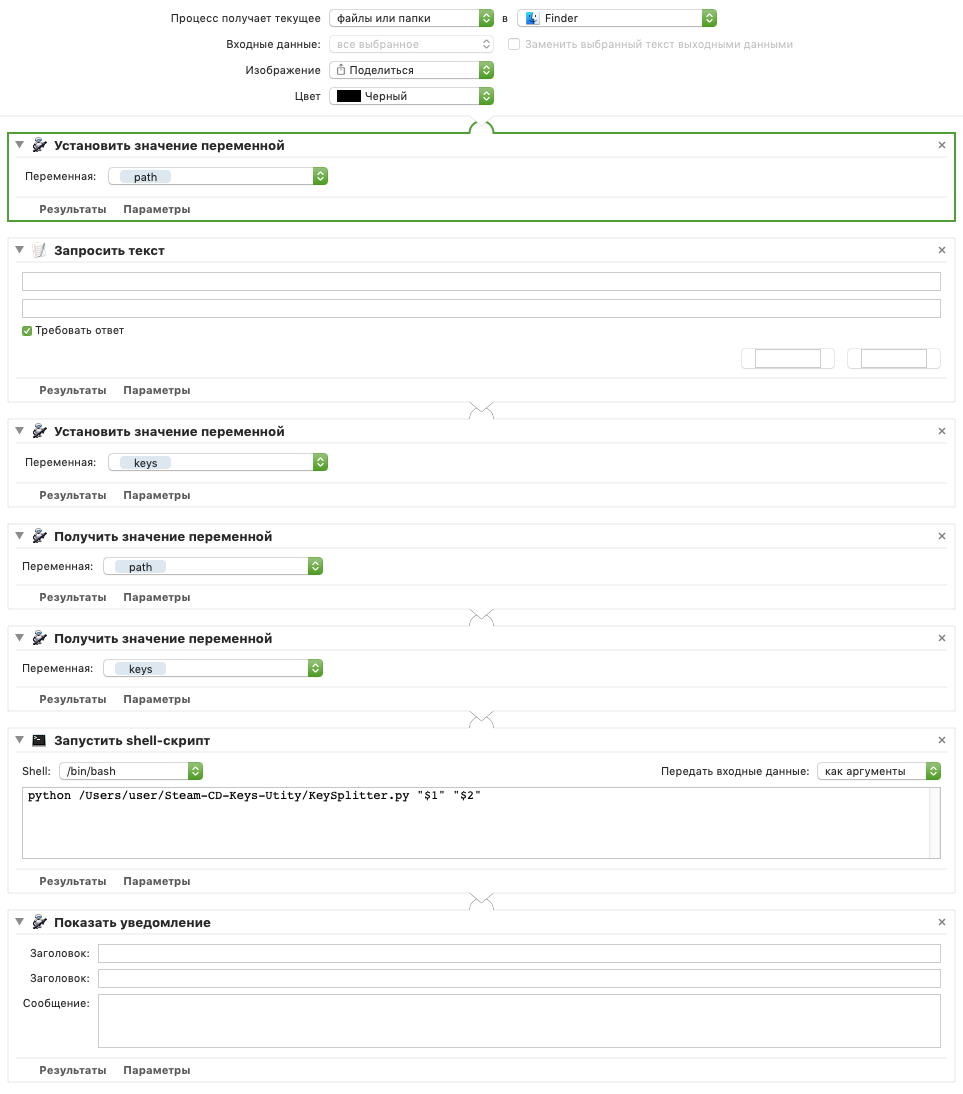 Процесс получает текущее файлы или папки в Finder
Входные данные: все выбранное Заменить выбранный текст выходными данными
Изображение Поделиться
Цвет Черный
Установить значение переменной
Переменная: path
Результаты Параметры
Запросить текст
Требовать ответ
Результаты Параметры
Установить значение переменной
Переменная: keys
Результаты Параметры
Получить значение переменной
Переменная: path
Результаты Параметры
Получить значение переменной
Переменная: keys
Результаты Параметры
Запустить shell-скрипт
Shell: /bin/bash Передать входные данные: как аргументы
python /Users/user/Steam-CD-Keys-Utity/KeySplitter.py "$1" "$2"
Результаты Параметры
Показать уведомление
Заголовок:
Заголовок:
Сообщение:
Результаты Параметры